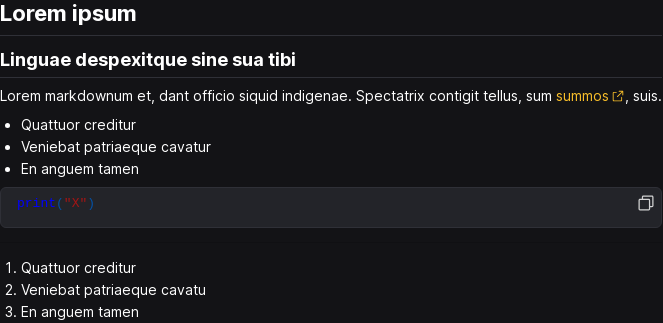 Lorem ipsum
Linguae despexitque sine sua tibi
Lorem markdownum et, dant officio siquid indigenae. Spectatrix contigit tellus, sum summos, suis.
• Quattuor creditur
• Veniebat patriaeque cavatur
• En anguem tamen
print("X")
1. Quattuor creditur
2. Veniebat patriaeque cavatu
3. En anguem tamen